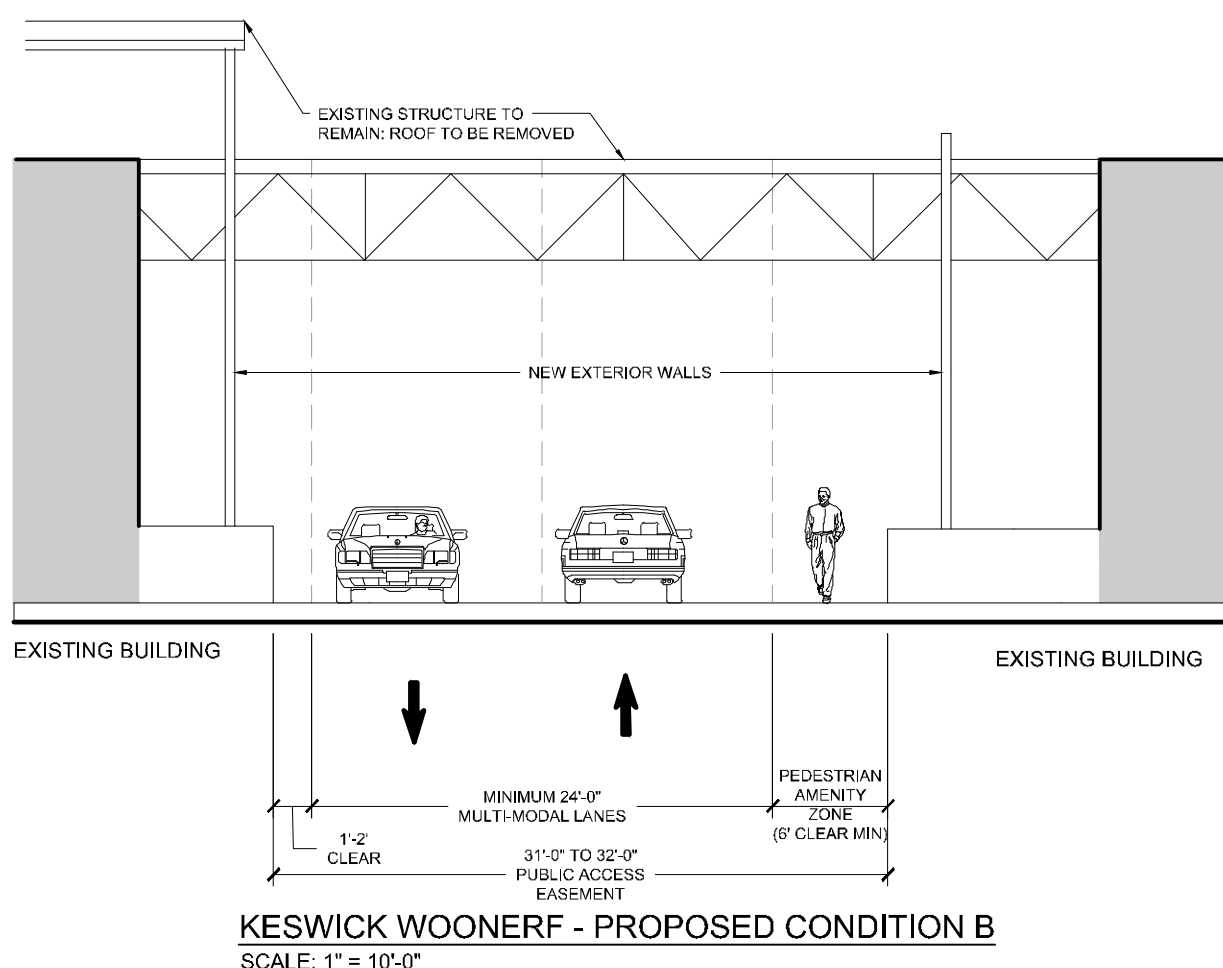 EXISTING STRUCTURE TO
REMAIN: ROOF TO BE REMOVED
NEW EXTERIOR WALLS
EXISTING BUILDING
EXISTING BUILDING
MINIMUM 24'-0"
MULTI-MODAL LANES
PEDESTRIAN
AMENITY
ZONE
(6' CLEAR MIN)
1'-2'
CLEAR
31'-0" TO 32'-0"
PUBLIC ACCESS
EASEMENT
KESWICK WOONERF - PROPOSED CONDITION B
SCALE: 1" = 10'-0"